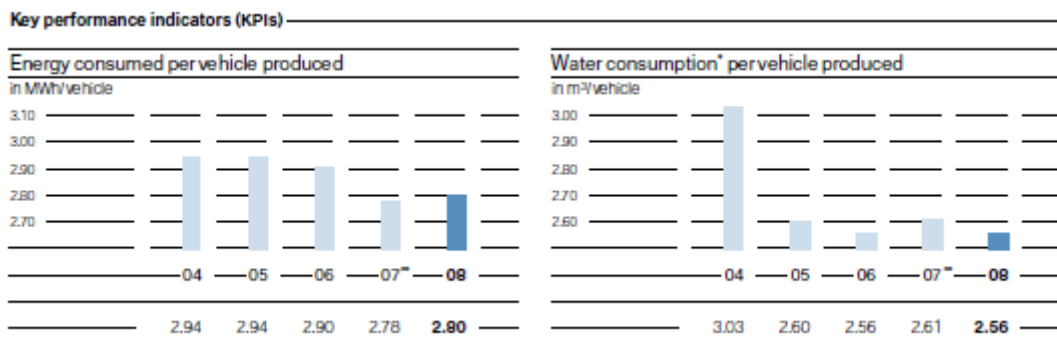 Key performance indicators (KPIs)
Energy consumed per vehicle produced
in MWh/vehicle
3.10
3.00
2.90
2.80
2.70
04 05 06 07** 08
2.94 2.94 2.90 2.78 2.80
Water consumption* per vehicle produced
in m³/vehicle
3.00
2.90
2.80
2.70
2.60
04 05 06 07** 08
3.03 2.60 2.56 2.61 2.56